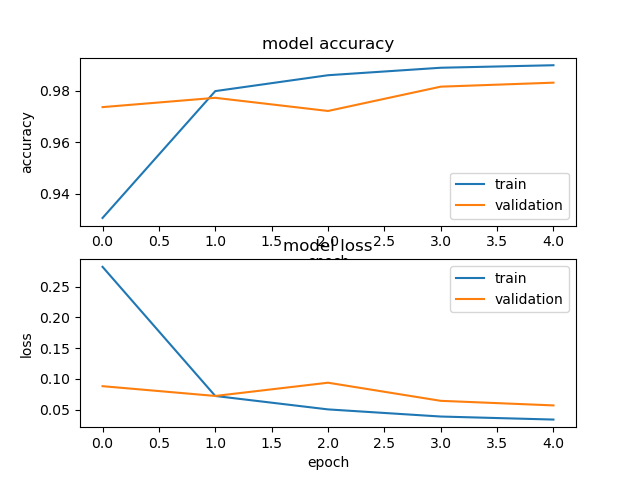 model accuracy
accuracy
0.98
0.96
0.94
train
validation
0.0 0.5 1.0 1.5 2.0 2.5 3.0 3.5 4.0
epoch
model loss
loss
0.25
0.20
0.15
0.10
0.05
train
validation
0.0 0.5 1.0 1.5 2.0 2.5 3.0 3.5 4.0
epoch